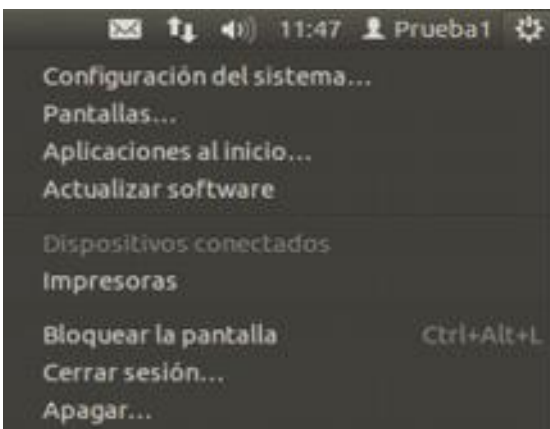 11:47 Prueba1
Configuración del sistema...
Pantallas...
Aplicaciones al inicio...
Actualizar software
Dispositivos conectados
Impresoras
Bloquear la pantalla Ctrl+Alt+L
Cerrar sesión...
Apagar...